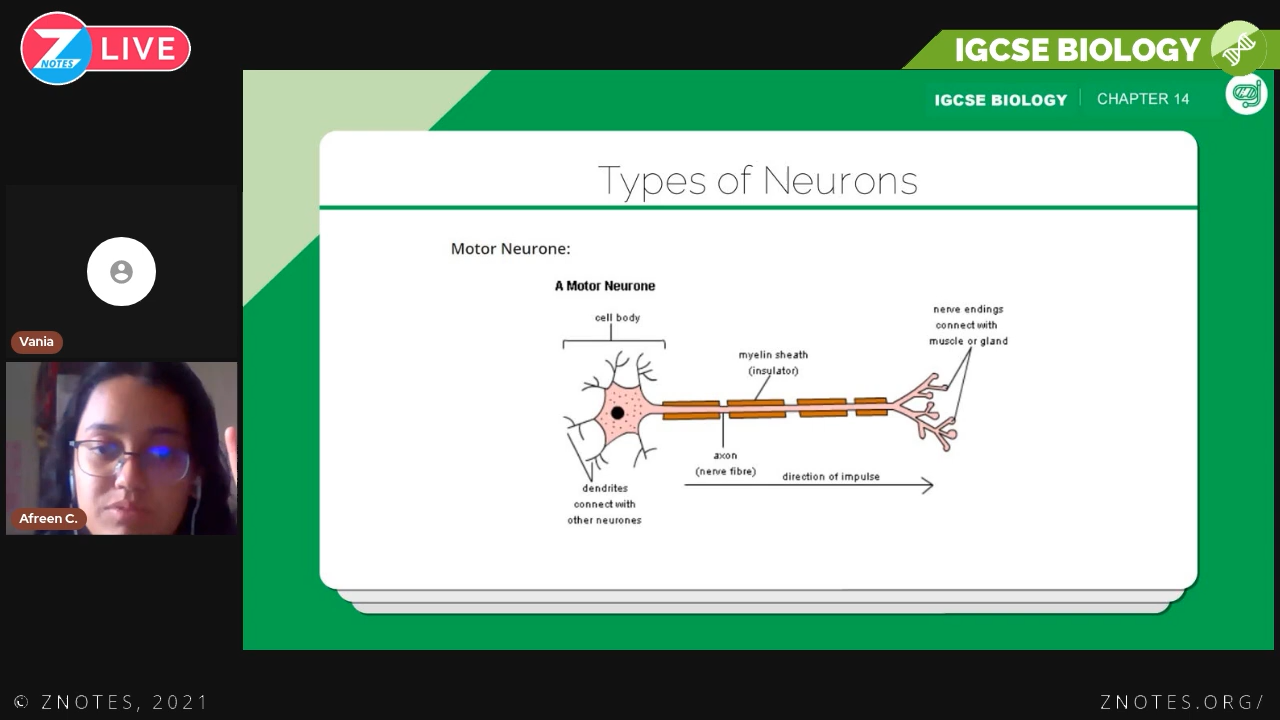 Z
NOTES
LIVE
IGCSE BIOLOGY
IGCSE BIOLOGY
CHAPTER 14
Types of Neurons
Motor Neurone:
A Motor Neurone
cell body
nerve endings
connect with
muscle or gland
myelin sheath
(insulator)
axon
(nerve fibre)
direction of impulse
dendrites
connect with
other neurones
Vania
Afreen C.
© ZNOTES, 2021
ZNOTES.ORG/